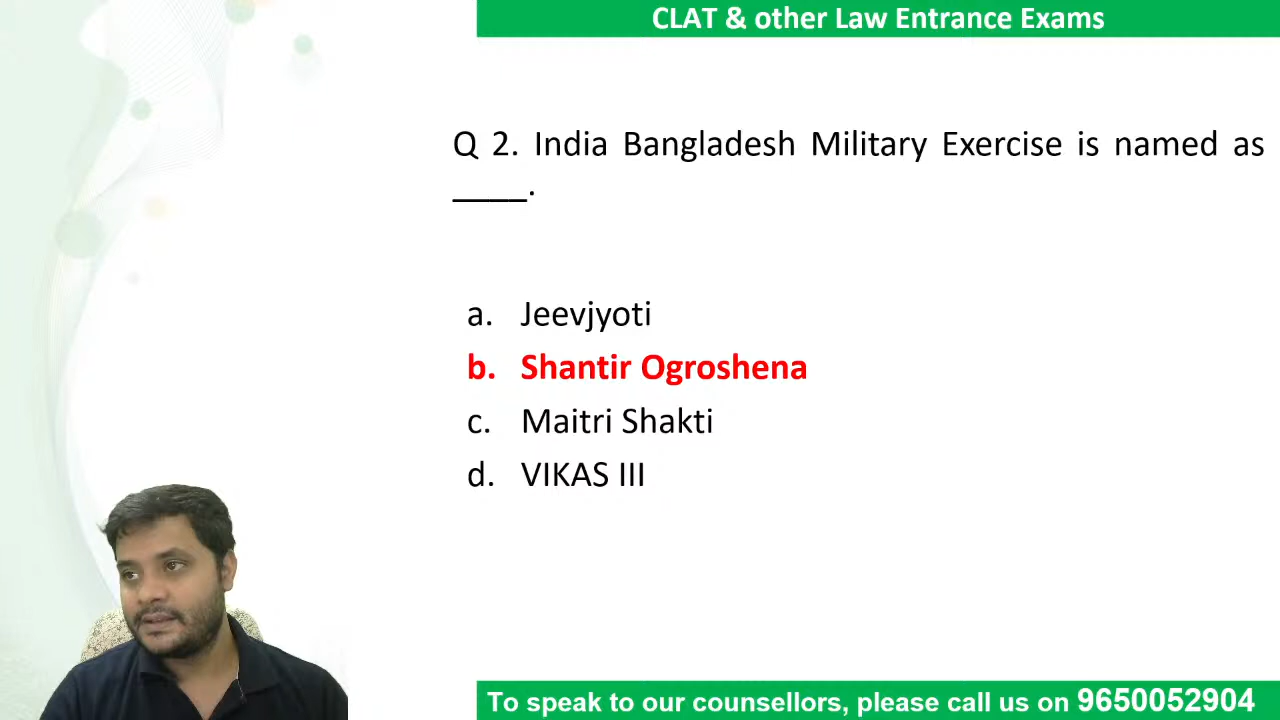 CLAT & other Law Entrance Exams
Q 2. India Bangladesh Military Exercise is named as
____.
a. Jeevjyoti
b. Shantir Ogroshena
c. Maitri Shakti
d. VIKAS III
To speak to our counsellors, please call us on 9650052904